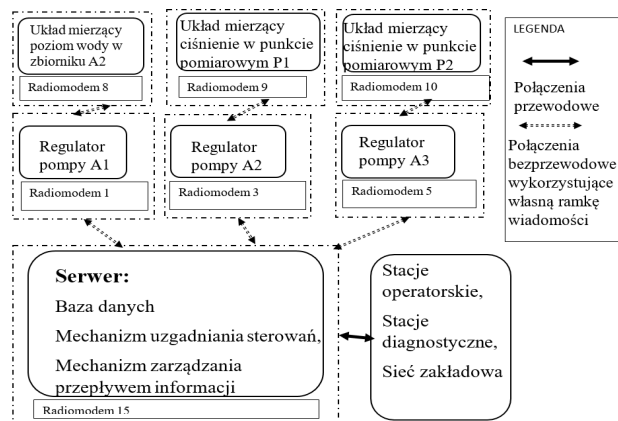 Układ mierzący
poziom wody w
zbiorniku A2
Radiomodem 8
Układ mierzący
ciśnienie w punkcie
pomiarowym P1
Radiomodem 9
Układ mierzący
ciśnienie w punkcie
pomiarowym P2
Radiomodem 10
Regulator
pompy A1
Radiomodem 1
Regulator
pompy A2
Radiomodem 3
Regulator
pompy A3
Radiomodem 5
Serwer:
Baza danych
Mechanizm uzgadniania sterowań,
Mechanizm zarządzania
przepływem informacji
Radiomodem 15
Stacje
operatorskie,
Stacje
diagnostyczne,
Sieć zakładowa
LEGENDA
Połączenia
przewodowe
Połączenia
bezprzewodowe
wykorzystujące
własną ramkę
wiadomości